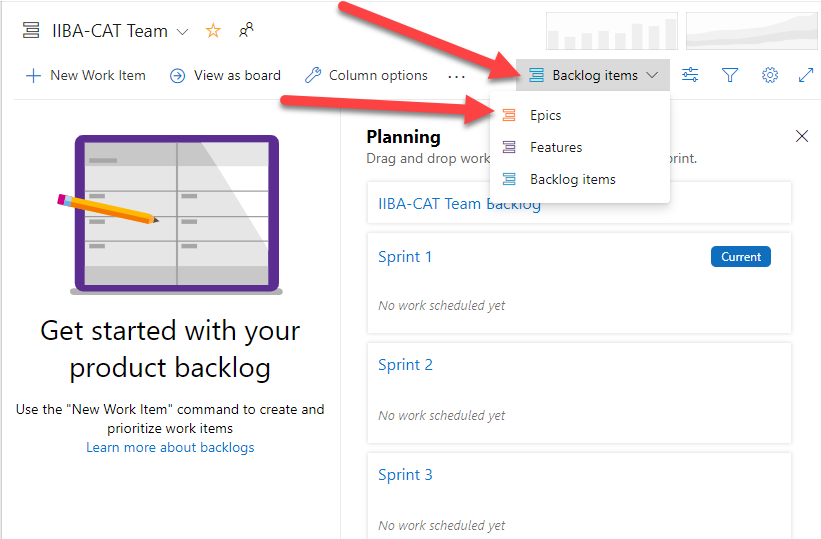 IIBA-CAT Team
New Work Item
View as board
Column options
...
Backlog items
Epics
Features
Backlog items
Get started with your
product backlog
Use the "New Work Item" command to create and
prioritize work items
Learn more about backlogs
Planning
Drag and drop work
rint.
IIBA-CAT Team Backlog
Sprint 1
Current
No work scheduled yet
Sprint 2
No work scheduled yet
Sprint 3
No work scheduled yet